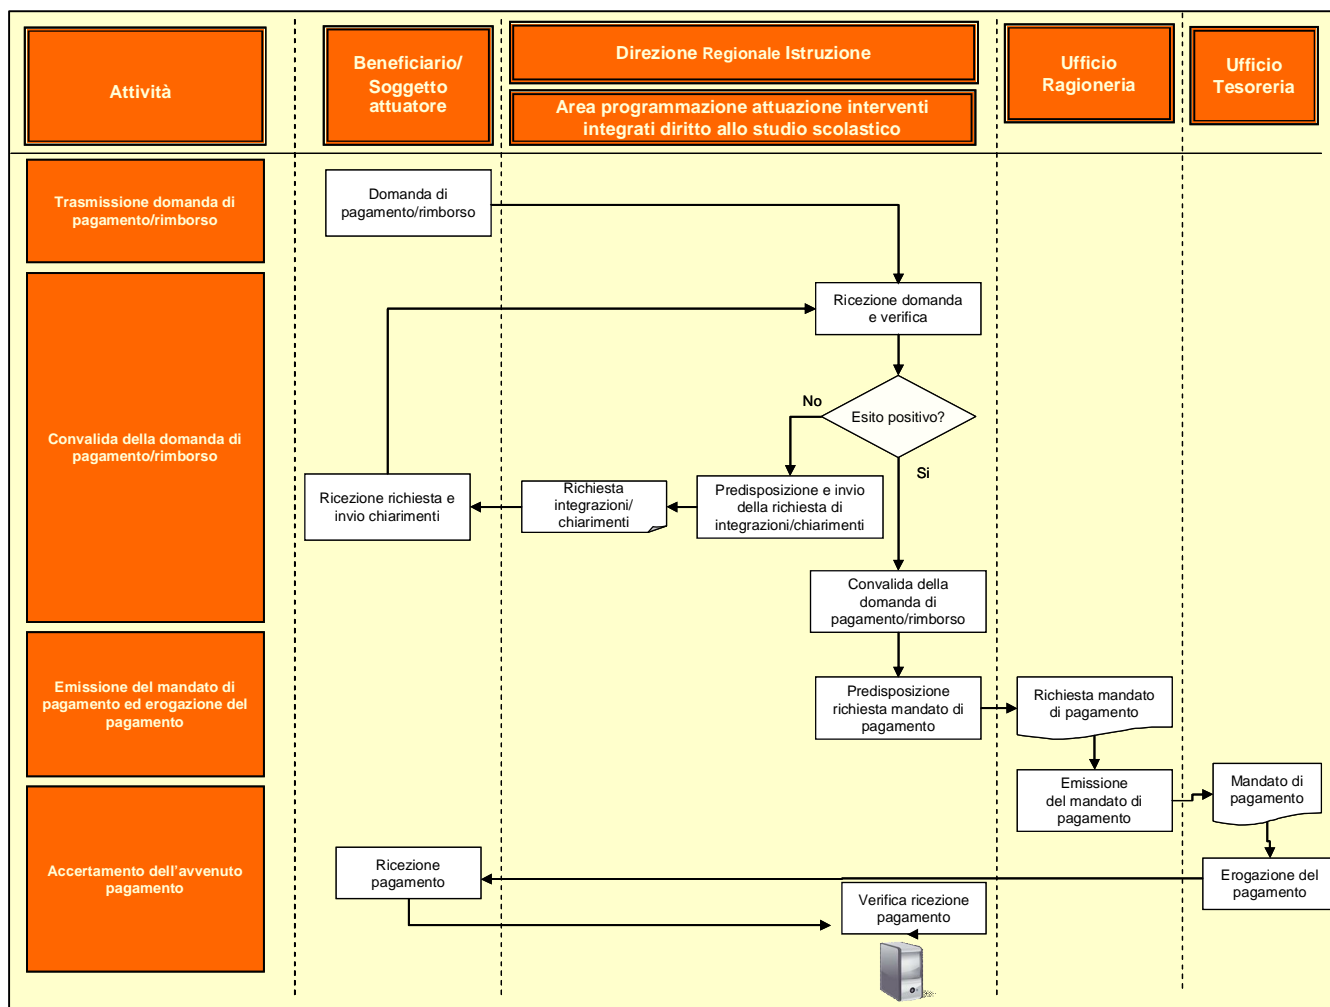 Attività
Beneficiario/
Soggetto
attuatore
Direzione Regionale Istruzione
Area programmazione attuazione interventi
integrati diritto allo studio scolastico
Ufficio
Ragioneria
Ufficio
Tesoreria
Trasmissione domanda di
pagamento/rimborso
Domanda di
pagamento/rimborso
Convalida della domanda di
pagamento/rimborso
Ricezione domanda
e verifica
No
Esito positivo?
Si
Ricezione richiesta e
invio chiarimenti
Richiesta
integrazioni/
chiarimenti
Predisposizione e invio
della richiesta di
integrazioni/chiarimenti
Convalida della
domanda di
pagamento/rimborso
Emissione del mandato di
pagamento ed erogazione del
pagamento
Predisposizione
richiesta mandato di
pagamento
Richiesta mandato
di pagamento
Emissione
del mandato di
pagamento
Mandato di
pagamento
Accertamento dell'avvenuto
pagamento
Ricezione
pagamento
Erogazione del
pagamento
Verifica ricezione
pagamento